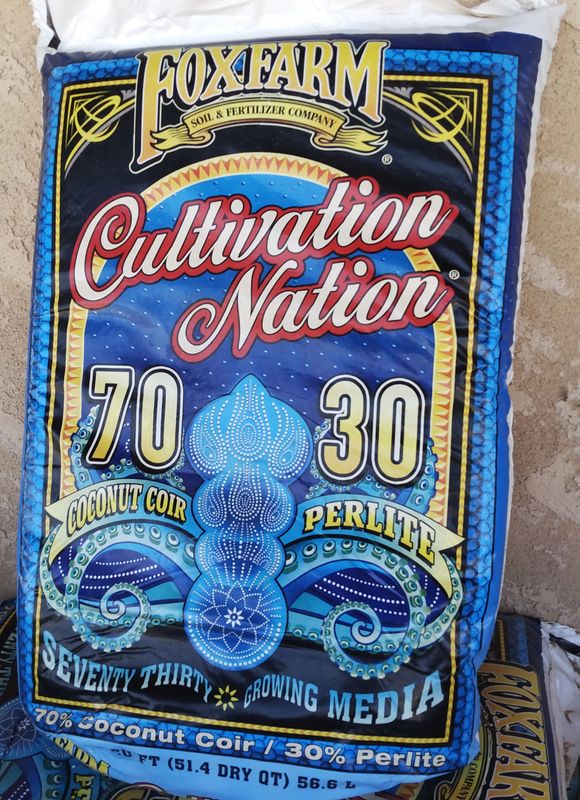 FOXFARM
SOIL & FERTILIZER COMPANY
®
Cultivation
Nation®
70 30
COCONUT COIR PERLITE
SEVENTY THIRTY GROWING MEDIA
70% Coconut Coir / 30% Perlite
FT (51.4 DRY QT) 56.6 L